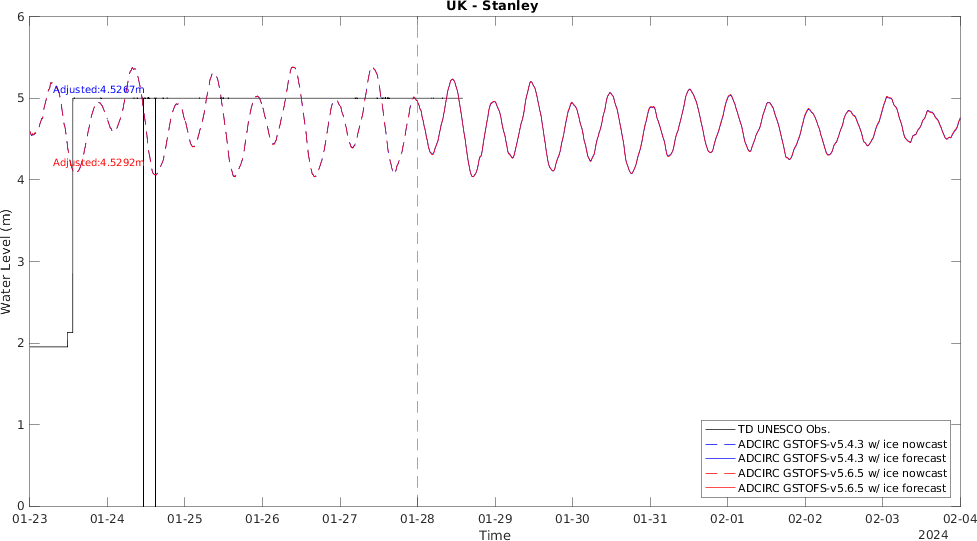 UK - Stanley
6
5
4
3
2
1
0
Water Level (m)
Adjusted:4.5267m
Adjusted:4.5292m
TD UNESCO Obs.
ADCIRC GSTOFS-v5.4.3 w/ ice nowcast
ADCIRC GSTOFS-v5.4.3 w/ ice forecast
ADCIRC GSTOFS-v5.6.5 w/ ice nowcast
ADCIRC GSTOFS-v5.6.5 w/ ice forecast
01-23 01-24 01-25 01-26 01-27 01-28 01-29 01-30 01-31 02-01 02-02 02-03 02-04
Time
2024